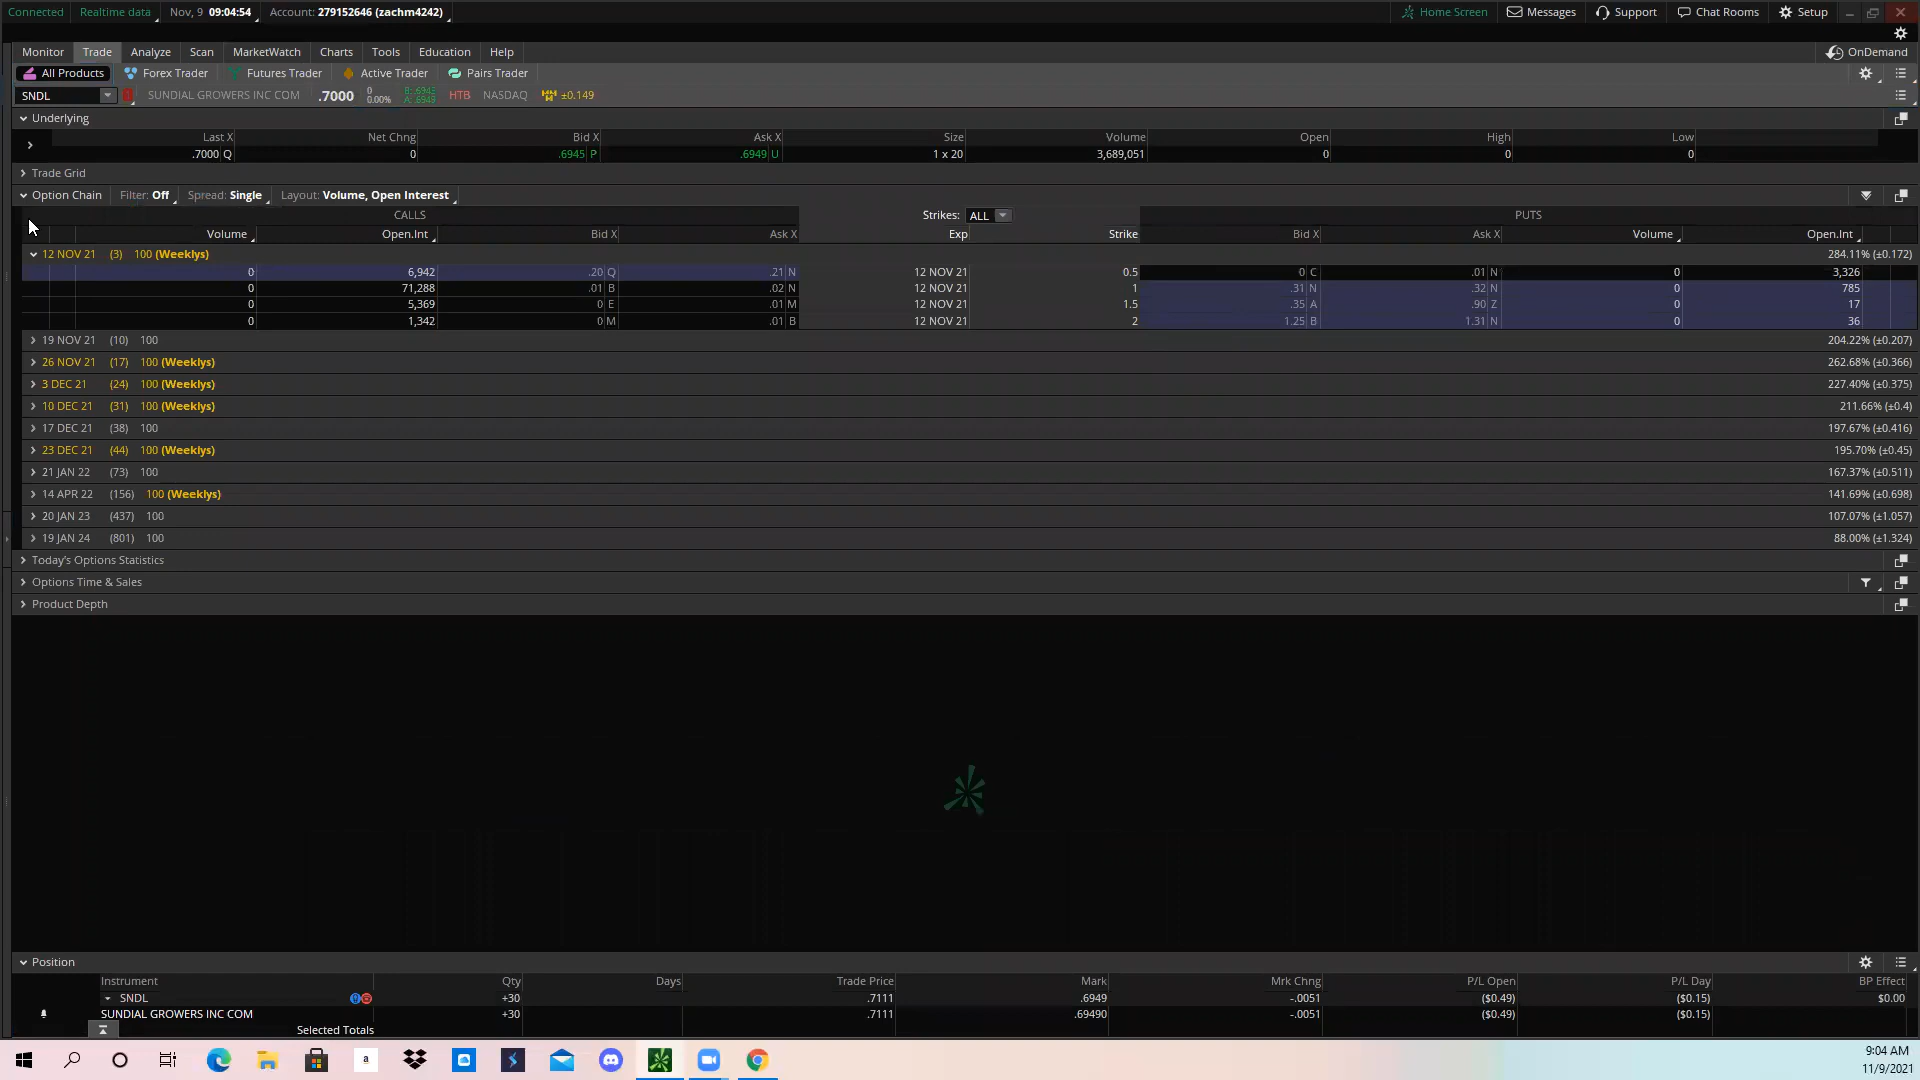 Connected Realtime data Nov, 9 09:04:54 Account: 279152646 (zachm4242) Home Screen Messages Support Chat Rooms Setup
Monitor Trade Analyze Scan MarketWatch Charts Tools Education Help OnDemand
All Products Forex Trader Futures Trader Active Trader Pairs Trader
SNDL SUNDIAL GROWERS INC COM .7000 0 0.00% B: .6945 A: .6949 HTB NASDAQ ±0.149
Underlying
Last X Net Chng Bid X Ask X Size Volume Open High Low
.7000 Q 0 .6945 P .6949 U 1 x 20 3,689,051 0 0 0
Trade Grid
Option Chain Filter: Off Spread: Single Layout: Volume, Open Interest
CALLS Strikes: ALL PUTS
Volume Open.Int Bid X Ask X Exp Strike Bid X Ask X Volume Open.Int
12 NOV 21 (3) 100 (Weeklys) 284.11% (±0.172)
0 6,942 .20 Q .21 N 12 NOV 21 0.5 0 C .01 N 0 3,326
0 71,288 .01 B .02 N 12 NOV 21 1 .31 N .32 N 0 785
0 5,369 0 E .01 M 12 NOV 21 1.5 .35 A .90 Z 0 17
0 1,342 0 M .01 B 12 NOV 21 2 1.25 B 1.31 N 0 36
19 NOV 21 (10) 100 204.22% (±0.207)
26 NOV 21 (17) 100 (Weeklys) 262.68% (±0.366)
3 DEC 21 (24) 100 (Weeklys) 227.40% (±0.375)
10 DEC 21 (31) 100 (Weeklys) 211.66% (±0.4)
17 DEC 21 (38) 100 197.67% (±0.416)
23 DEC 21 (44) 100 (Weeklys) 195.70% (±0.45)
21 JAN 22 (73) 100 167.37% (±0.511)
14 APR 22 (156) 100 (Weeklys) 141.69% (±0.698)
20 JAN 23 (437) 100 107.07% (±1.057)
19 JAN 24 (801) 100 88.00% (±1.324)
Today's Options Statistics
Options Time & Sales
Product Depth
Position
Instrument Qty Days Trade Price Mark Mrk Chng P/L Open P/L Day BP Effect
SNDL +30 .7111 .6949 -.0051 ($0.49) ($0.15) $0.00
SUNDIAL GROWERS INC COM +30 .7111 .69490 -.0051 ($0.49) ($0.15)
Selected Totals
a
9:04 AM
11/9/2021